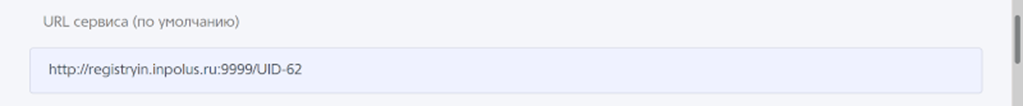 URL сервиса (по умолчанию)
http://registryin.inpolus.ru:9999/UID-62